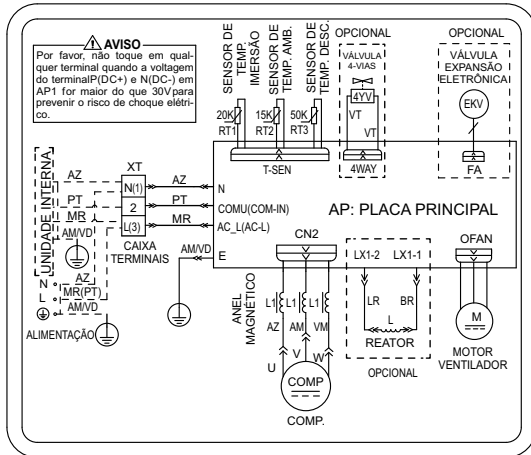 AVISO
Por favor, não toque em qual-
quer terminal quando a voltagem
do terminalP(DC+) e N(DC-) em
AP1 for maior do que 30Vpara
prevenir o risco de choque elétri-
co.
SENSOR DE
TEMP.
IMERSÃO
SENSOR DE
TEMP. AMB.
SENSOR DE
TEMP. DESC.
20K
RT1
15K
RT2
50K
RT3
T-SEN
OPCIONAL
VÁLVULA
4-VIAS
4YV
VT
VT
4WAY
OPCIONAL
VÁLVULA
EXPANSÃO
ELETRÔNICA
EKV
FA
UNIDADE INTERNA
AZ
PT
MR
AM/VD
XT
N(1)
2
L(3)
CAIXA
TERMINAIS
AZ
PT
MR
N
COMU(COM-IN)
AC_L(AC-L)
E
AM/VD
AP: PLACA PRINCIPAL
N
L
AZ
MR(PT)
AM/VD
ALIMENTAÇÃO
CN2
ANEL
MAGNÉTICO
L1
L1
L1
AZ
AM
VM
U
V
W
COMP
COMP.
LX1-2
LX1-1
LR
BR
L
REATOR
OPCIONAL
OFAN
M
MOTOR
VENTILADOR